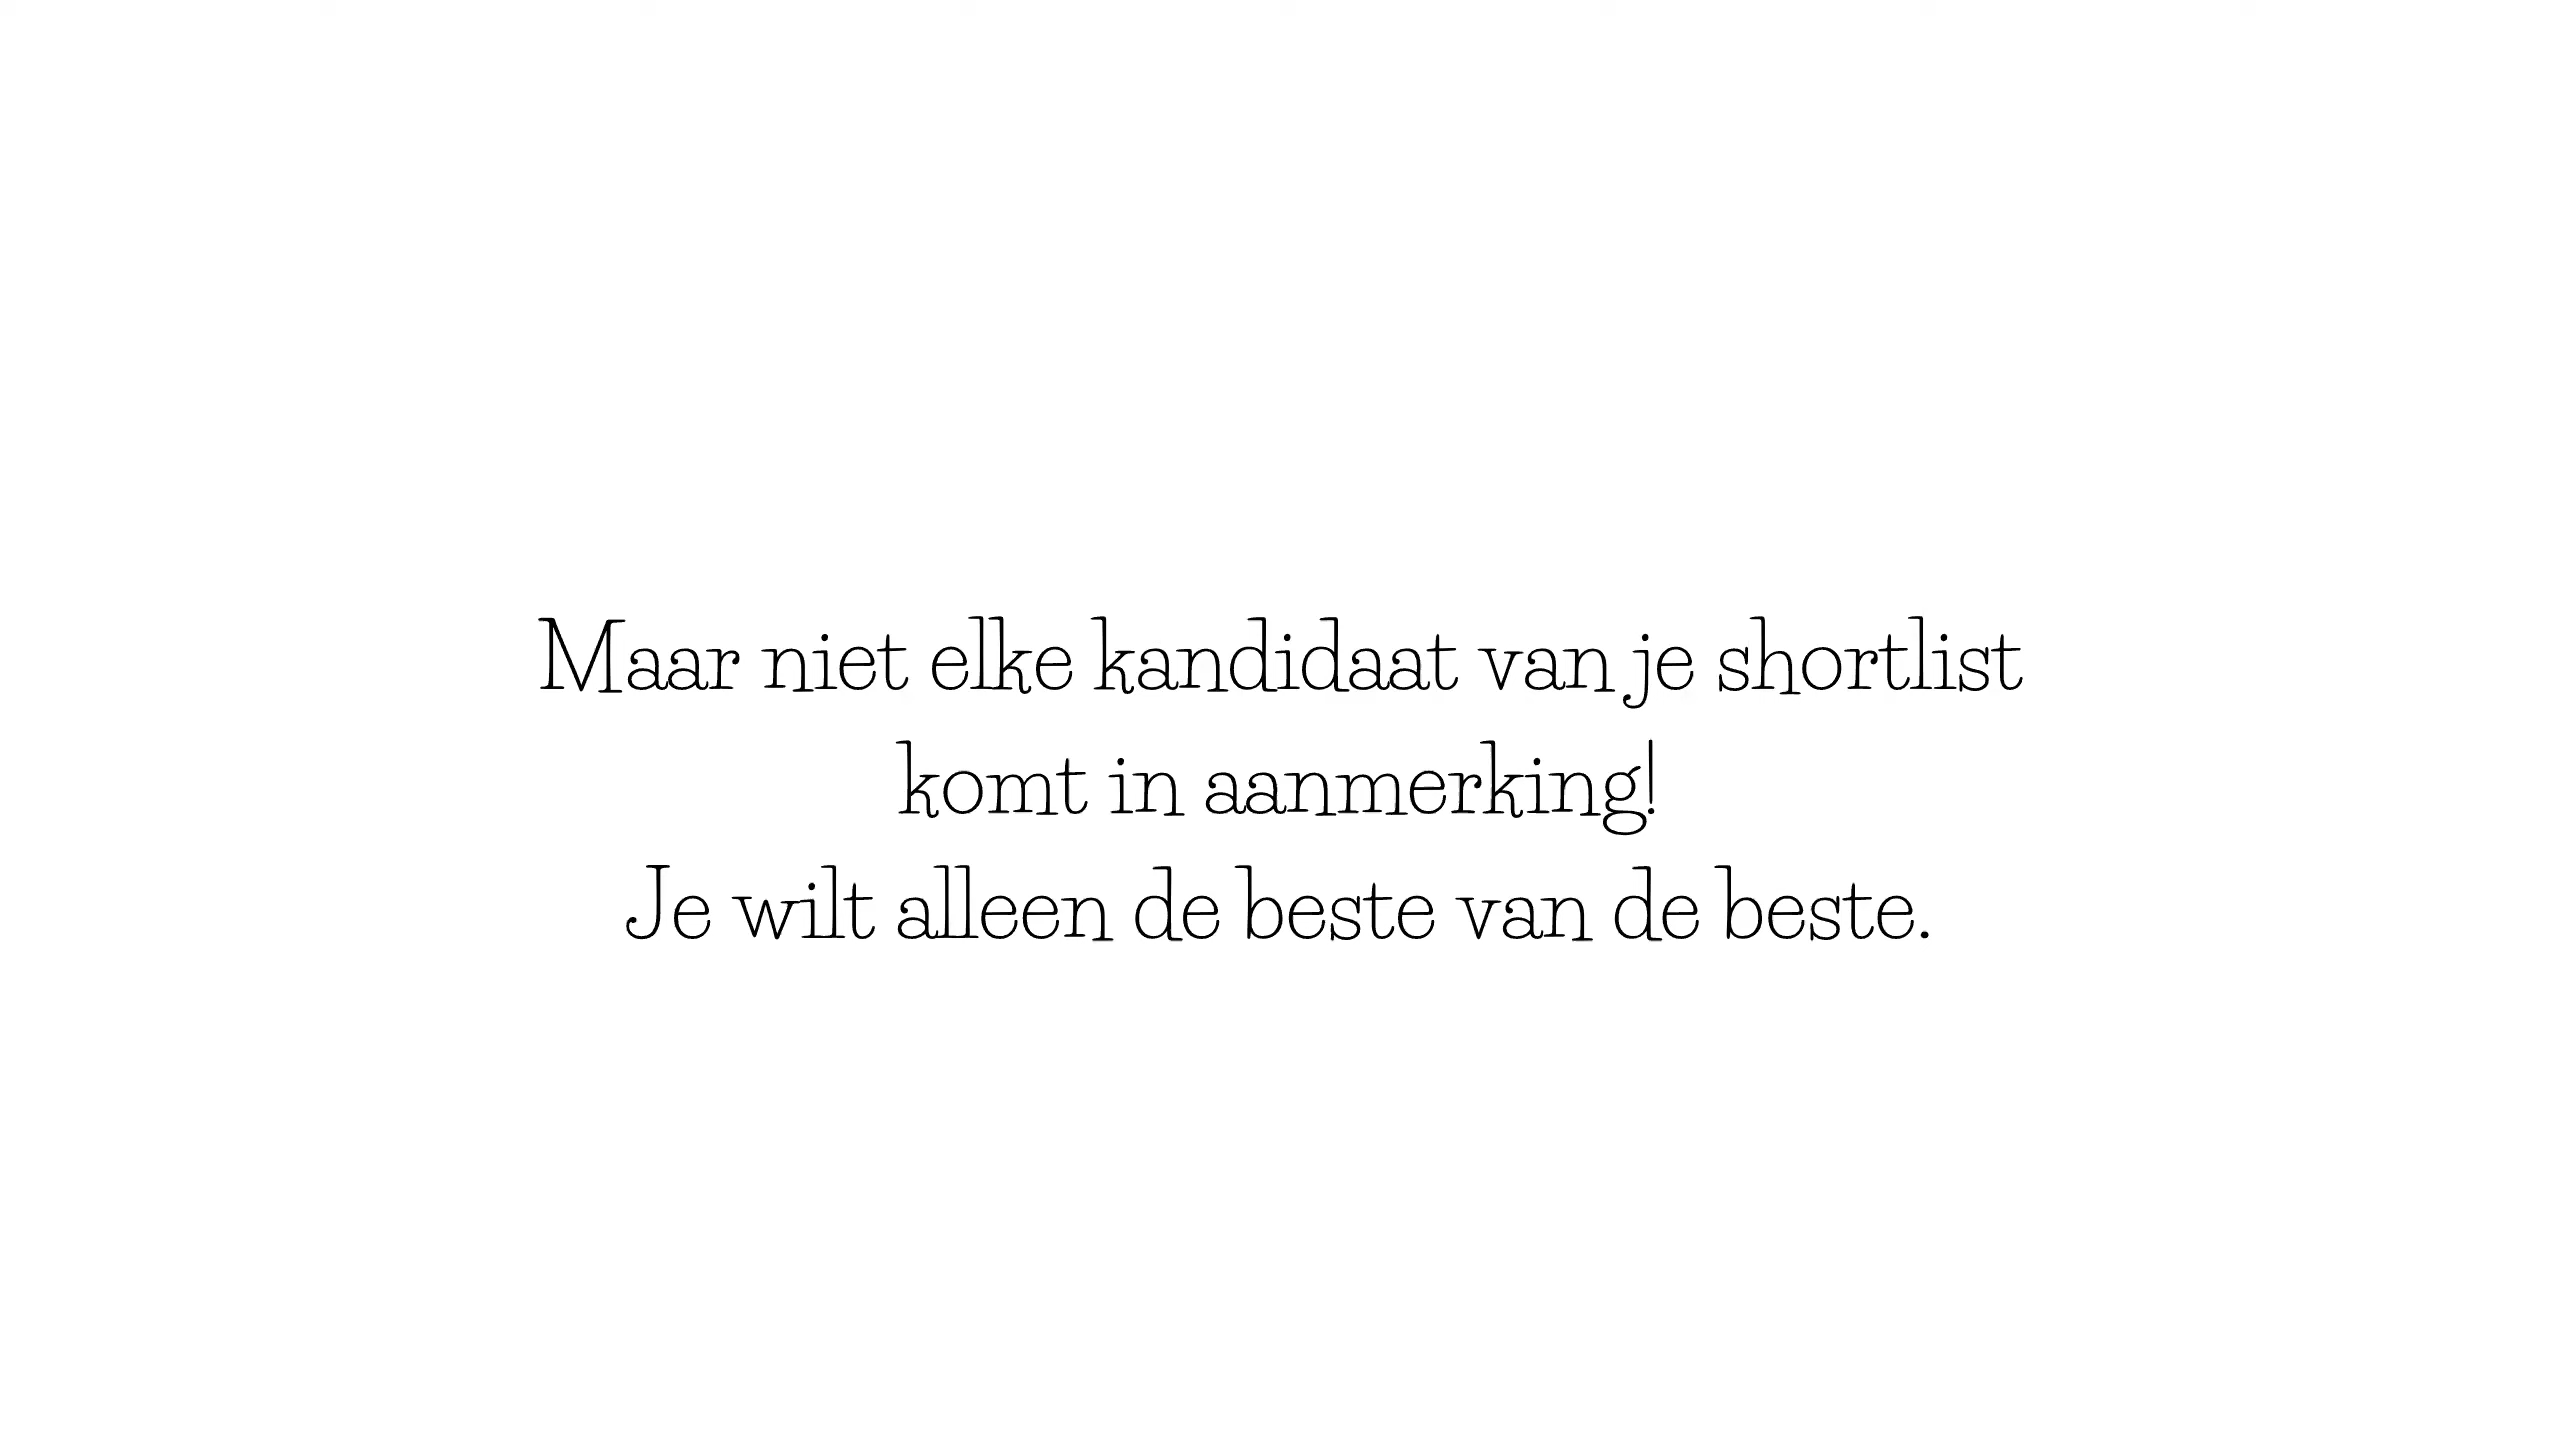 Maar niet elke kandidaat van je shortlist
komt in aanmerking!
Je wilt alleen de beste van de beste.